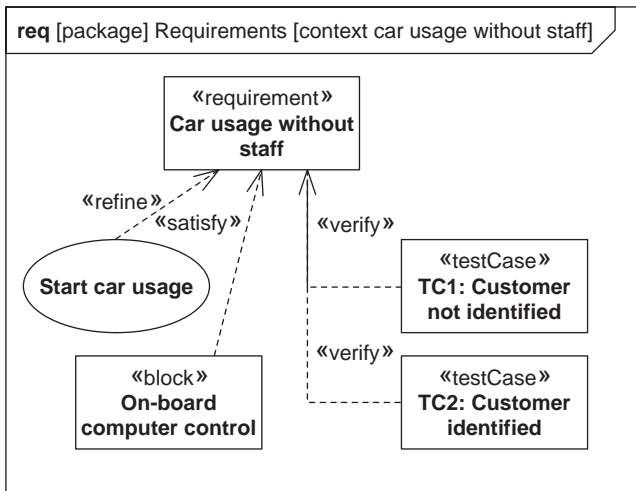 req [package] Requirements [context car usage without staff]
«requirement»
Car usage without
staff
«refine»
«satisfy»
«verify»
Start car usage
«testCase»
TC1: Customer
not identified
«verify»
«block»
On-board
computer control
«testCase»
TC2: Customer
identified